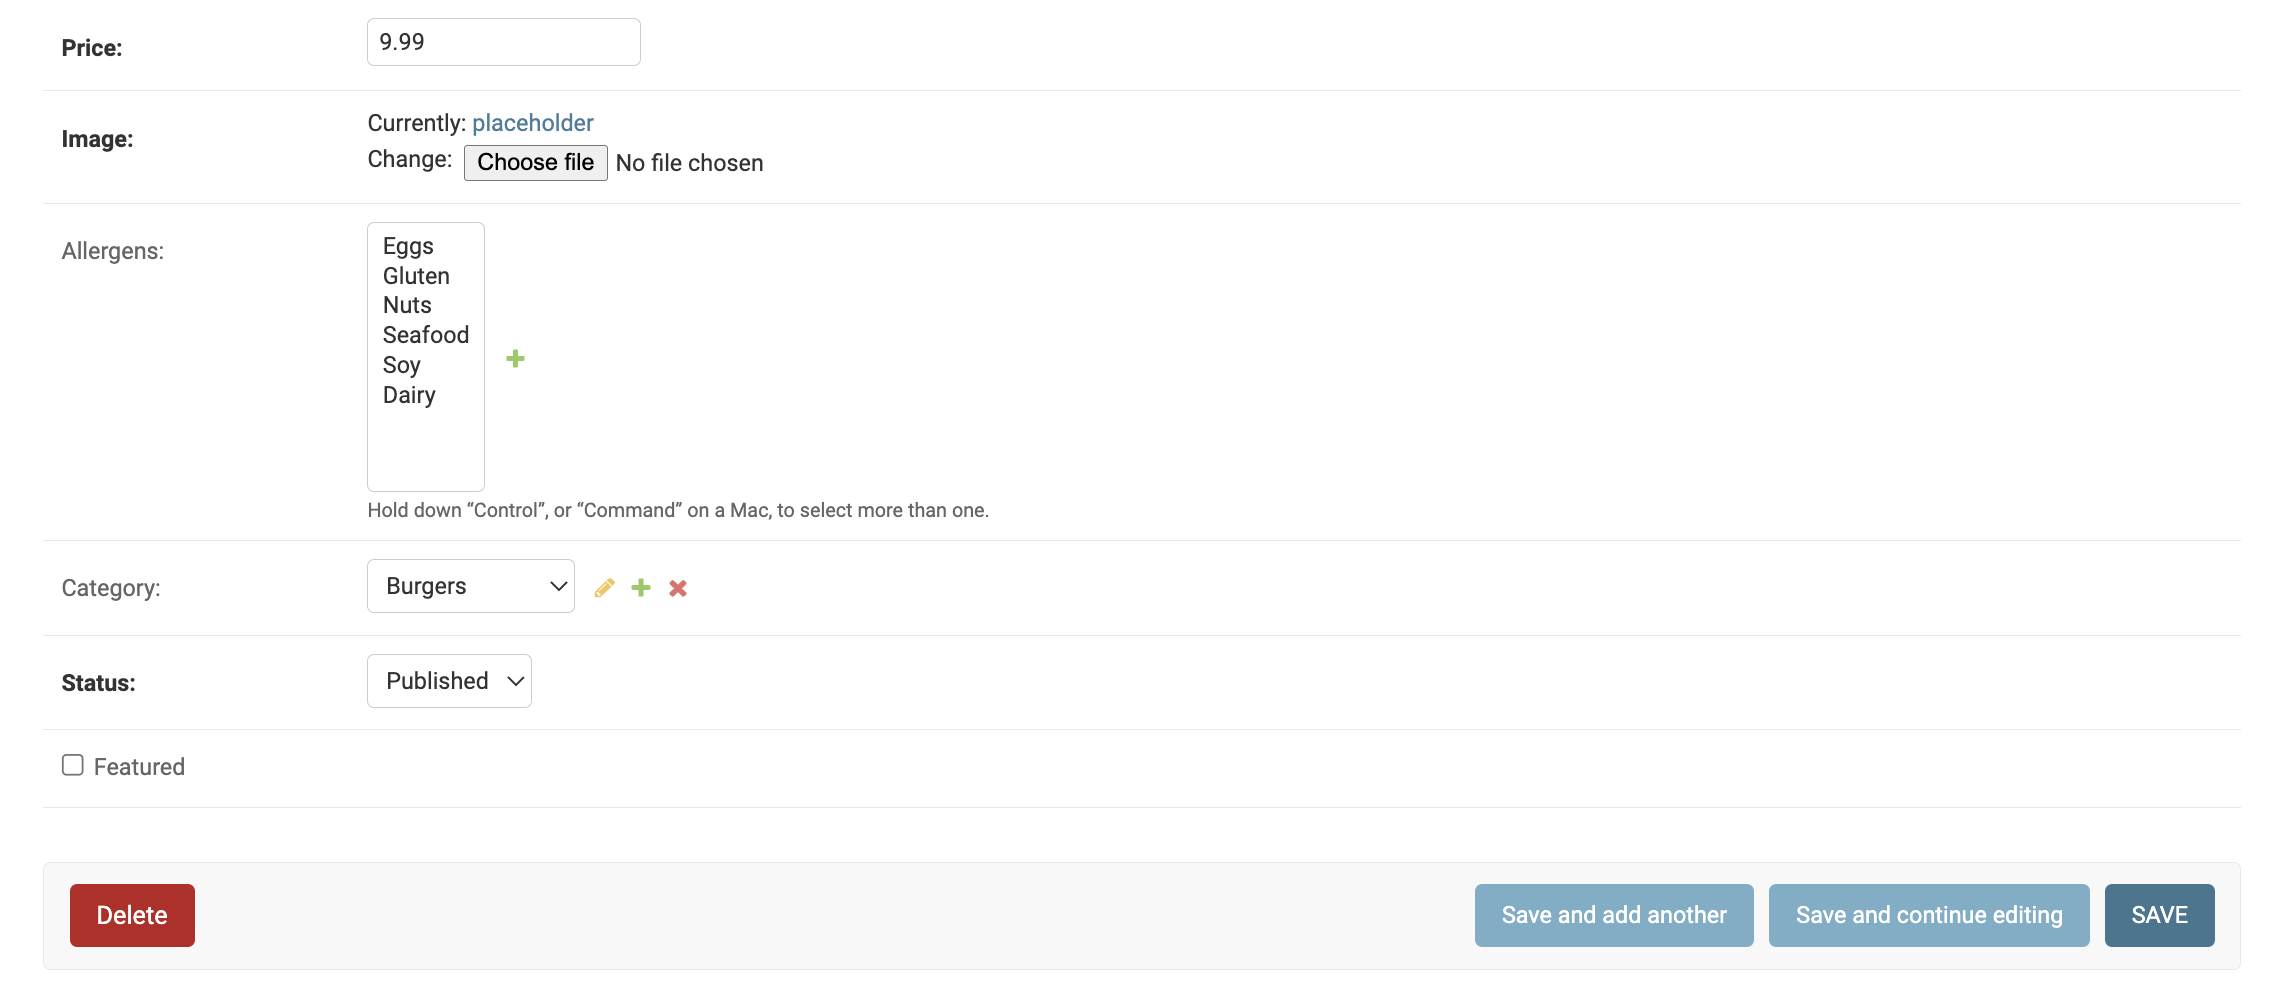 Price: 9.99
Image: Currently: placeholder
Change: Choose file No file chosen
Allergens:
Eggs
Gluten
Nuts
Seafood
Soy
Dairy
Hold down “Control”, or “Command” on a Mac, to select more than one.
Category: Burgers
Status: Published
Featured
Delete Save and add another Save and continue editing SAVE